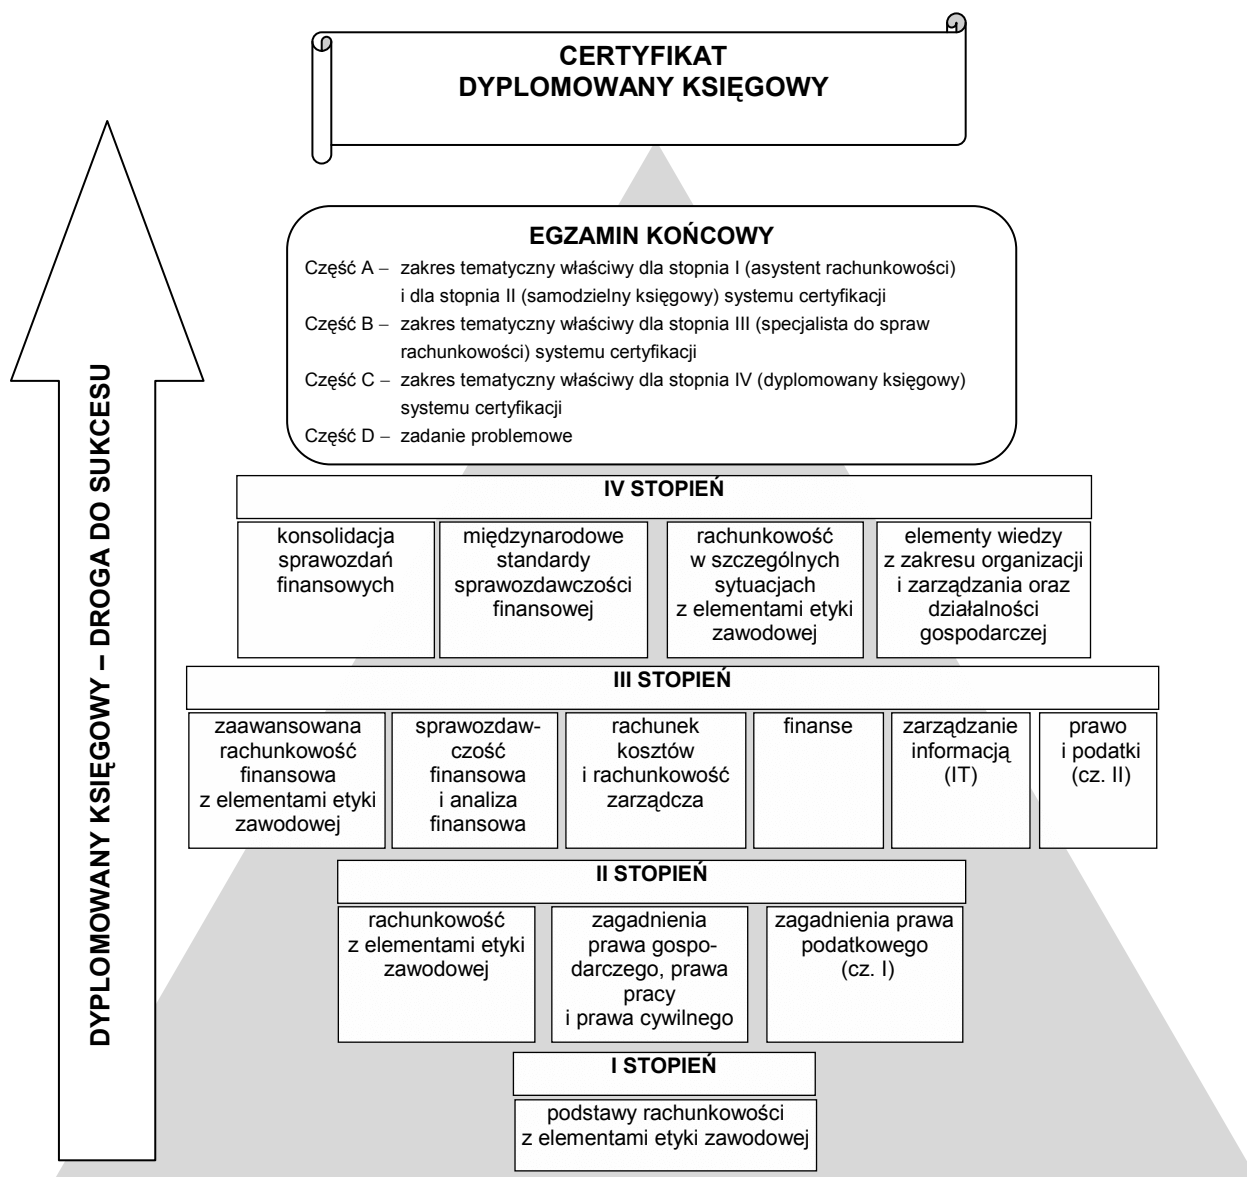 CERTYFIKAT
DYPLOMOWANY KSIĘGOWY
EGZAMIN KOŃCOWY
Część A – zakres tematyczny właściwy dla stopnia I (asystent rachunkowości)
i dla stopnia II (samodzielny księgowy) systemu certyfikacji
Część B – zakres tematyczny właściwy dla stopnia III (specjalista do spraw
rachunkowości) systemu certyfikacji
Część C – zakres tematyczny właściwy dla stopnia IV (dyplomowany księgowy)
systemu certyfikacji
Część D – zadanie problemowe
DYPLOMOWANY KSIĘGOWY – DROGA DO SUKCESU
IV STOPIEŃ
konsolidacja
sprawozdań
finansowych
międzynarodowe
standardy
sprawozdawczości
finansowej
rachunkowość
w szczególnych
sytuacjach
z elementami etyki
zawodowej
elementy wiedzy
z zakresu organizacji
i zarządzania oraz
działalności
gospodarczej
III STOPIEŃ
zaawansowana
rachunkowość
finansowa
z elementami etyki
zawodowej
sprawozdaw-
czość
finansowa
i analiza
finansowa
rachunek
kosztów
i rachunkowość
zarządcza
finanse
zarządzanie
informacją
(IT)
prawo
i podatki
(cz. II)
II STOPIEŃ
rachunkowość
z elementami etyki
zawodowej
zagadnienia
prawa gospo-
darczego, prawa
pracy
i prawa cywilnego
zagadnienia prawa
podatkowego
(cz. I)
I STOPIEŃ
podstawy rachunkowości
z elementami etyki zawodowej